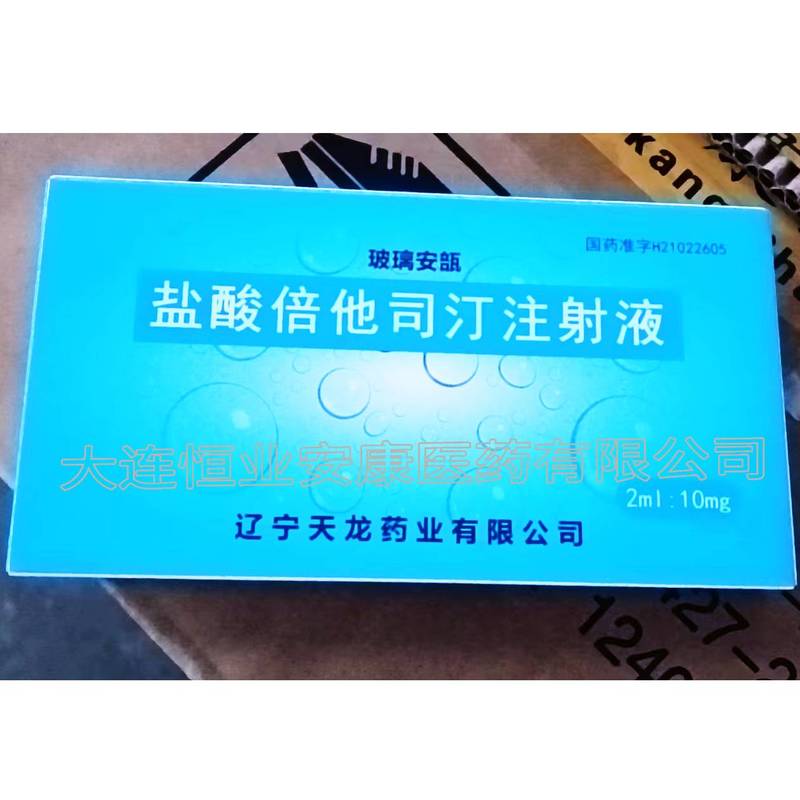 kang
国药准字H21022605
玻璃安瓿
盐酸倍他司汀注射液
大连恒业安康医药有限公司
2ml:10mg
辽宁天龙药业有限公司